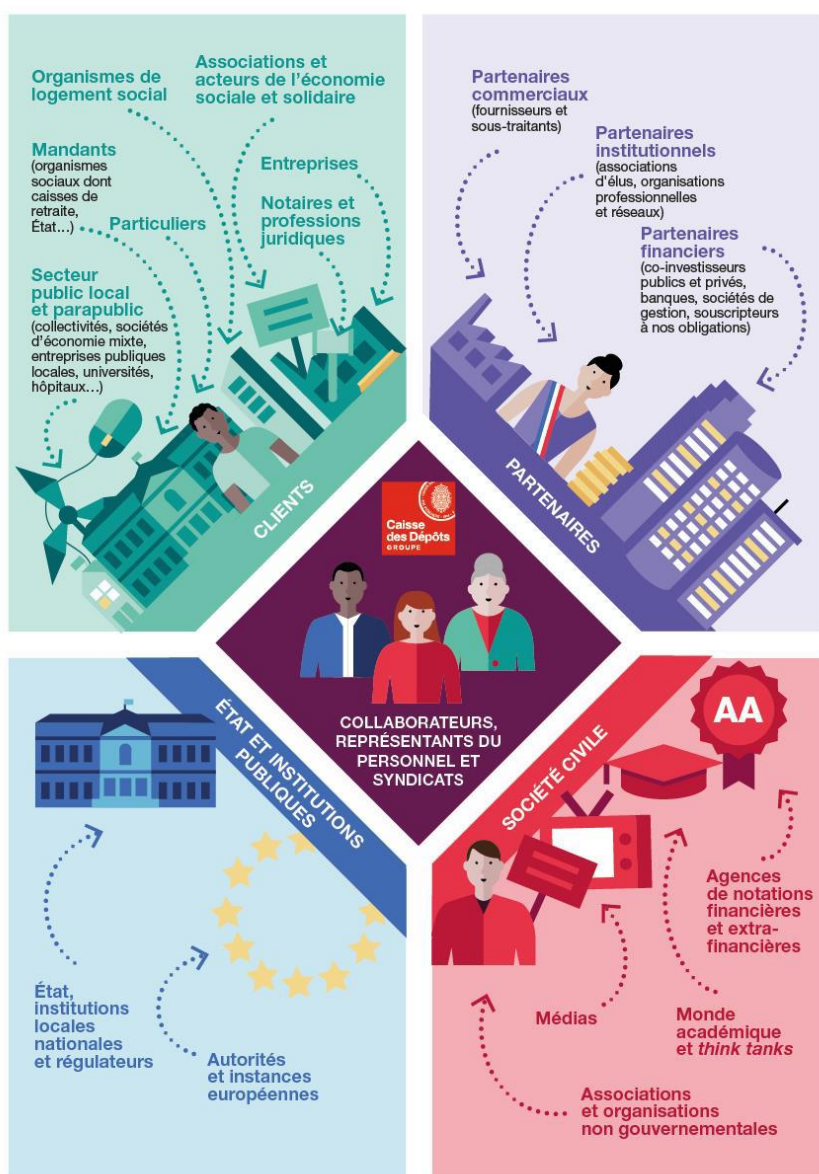 Organismes de
logement social
Associations et
acteurs de l'économie
sociale et solidaire
Mandants
(organismes
sociaux dont
caisses de
retraite,
État...)
Particuliers
Entreprises
Notaires et
professions
juridiques
Secteur
public local
et parapublic
(collectivités, sociétés
d'économie mixte,
entreprises publiques
locales, universités,
hôpitaux...)
CLIENTS
Partenaires
commerciaux
(fournisseurs et
sous-traitants)
Partenaires
institutionnels
(associations
d'élus, organisations
professionnelles
et réseaux)
Partenaires
financiers
(co-investisseurs
publics et privés,
banques, sociétés de
gestion, souscripteurs
à nos obligations)
PARTENAIRES
Caisse
des Dépôts
GROUPE
COLLABORATEURS,
REPRÉSENTANTS DU
PERSONNEL ET
SYNDICATS
ÉTAT ET INSTITUTIONS
PUBLIQUES
État,
institutions
locales
nationales
et régulateurs
Autorités
et instances
européennes
SOCIÉTÉ CIVILE
AA
Agences
de notations
financières
et extra-
financières
Médias
Monde
académique
et think tanks
Associations
et organisations
non gouvernementales